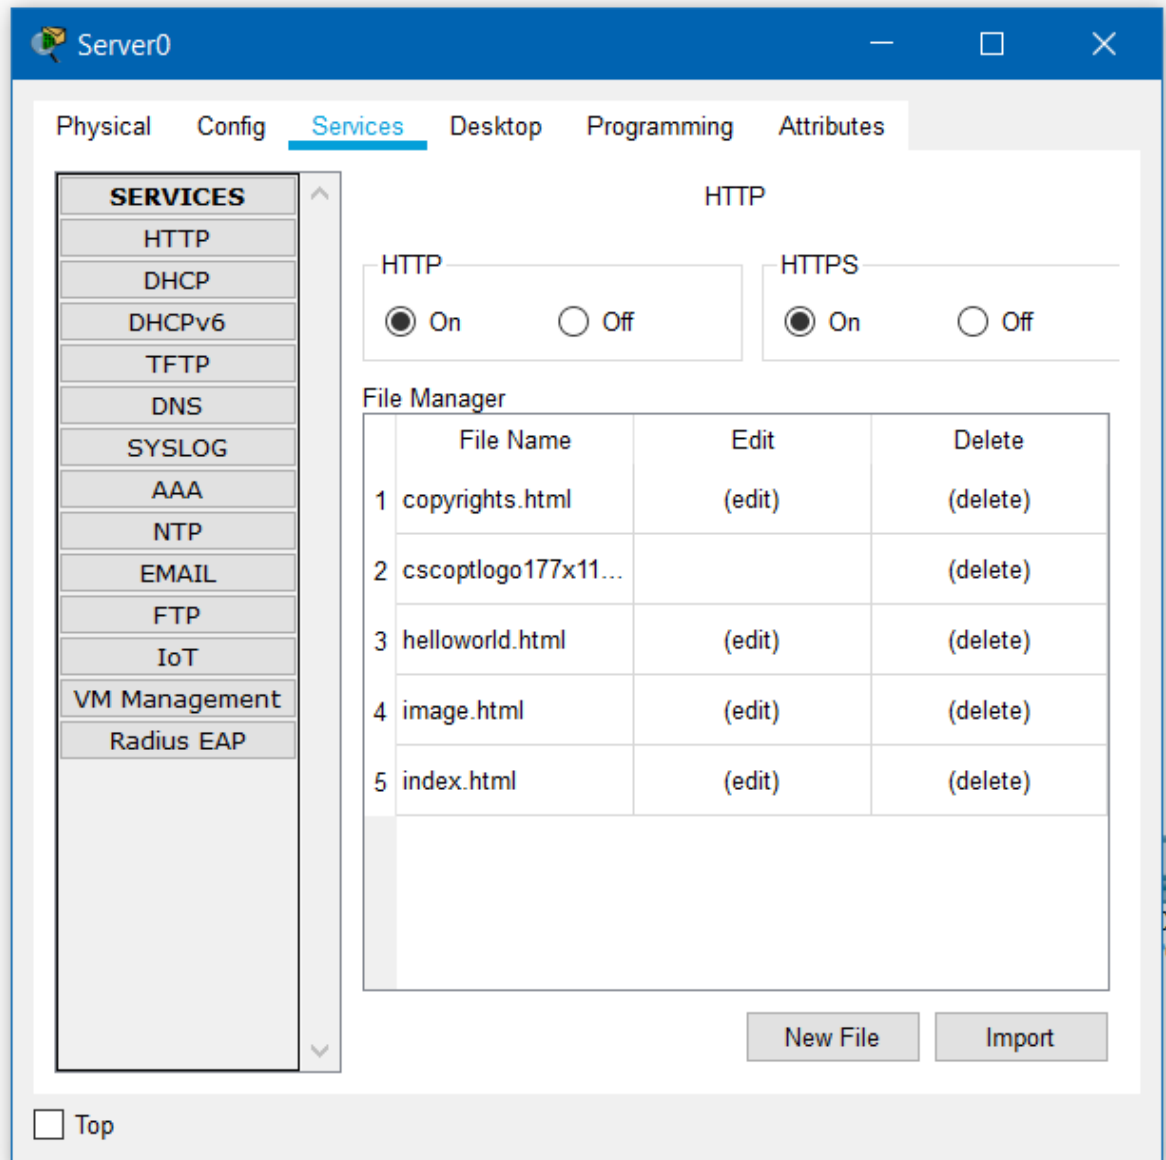 Server0
Physical Config Services Desktop Programming Attributes
SERVICES
HTTP
DHCP
DHCPv6
TFTP
DNS
SYSLOG
AAA
NTP
EMAIL
FTP
IoT
VM Management
Radius EAP
HTTP
HTTP
On Off
HTTPS
On Off
File Manager
File Name Edit Delete
1 copyrights.html (edit) (delete)
2 cscoptlogo177x11... (delete)
3 helloworld.html (edit) (delete)
4 image.html (edit) (delete)
5 index.html (edit) (delete)
New File Import
Top